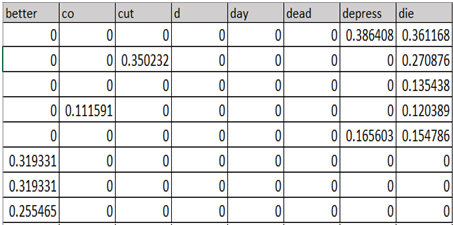 better co cut d day dead depress die
0 0 0 0 0 0 0.386408 0.361168
0 0 0.350232 0 0 0 0 0.270876
0 0 0 0 0 0 0 0.135438
0 0.111591 0 0 0 0 0 0.120389
0 0 0 0 0 0 0.165603 0.154786
0.319331 0 0 0 0 0 0 0
0.319331 0 0 0 0 0 0 0
0.255465 0 0 0 0 0 0 0